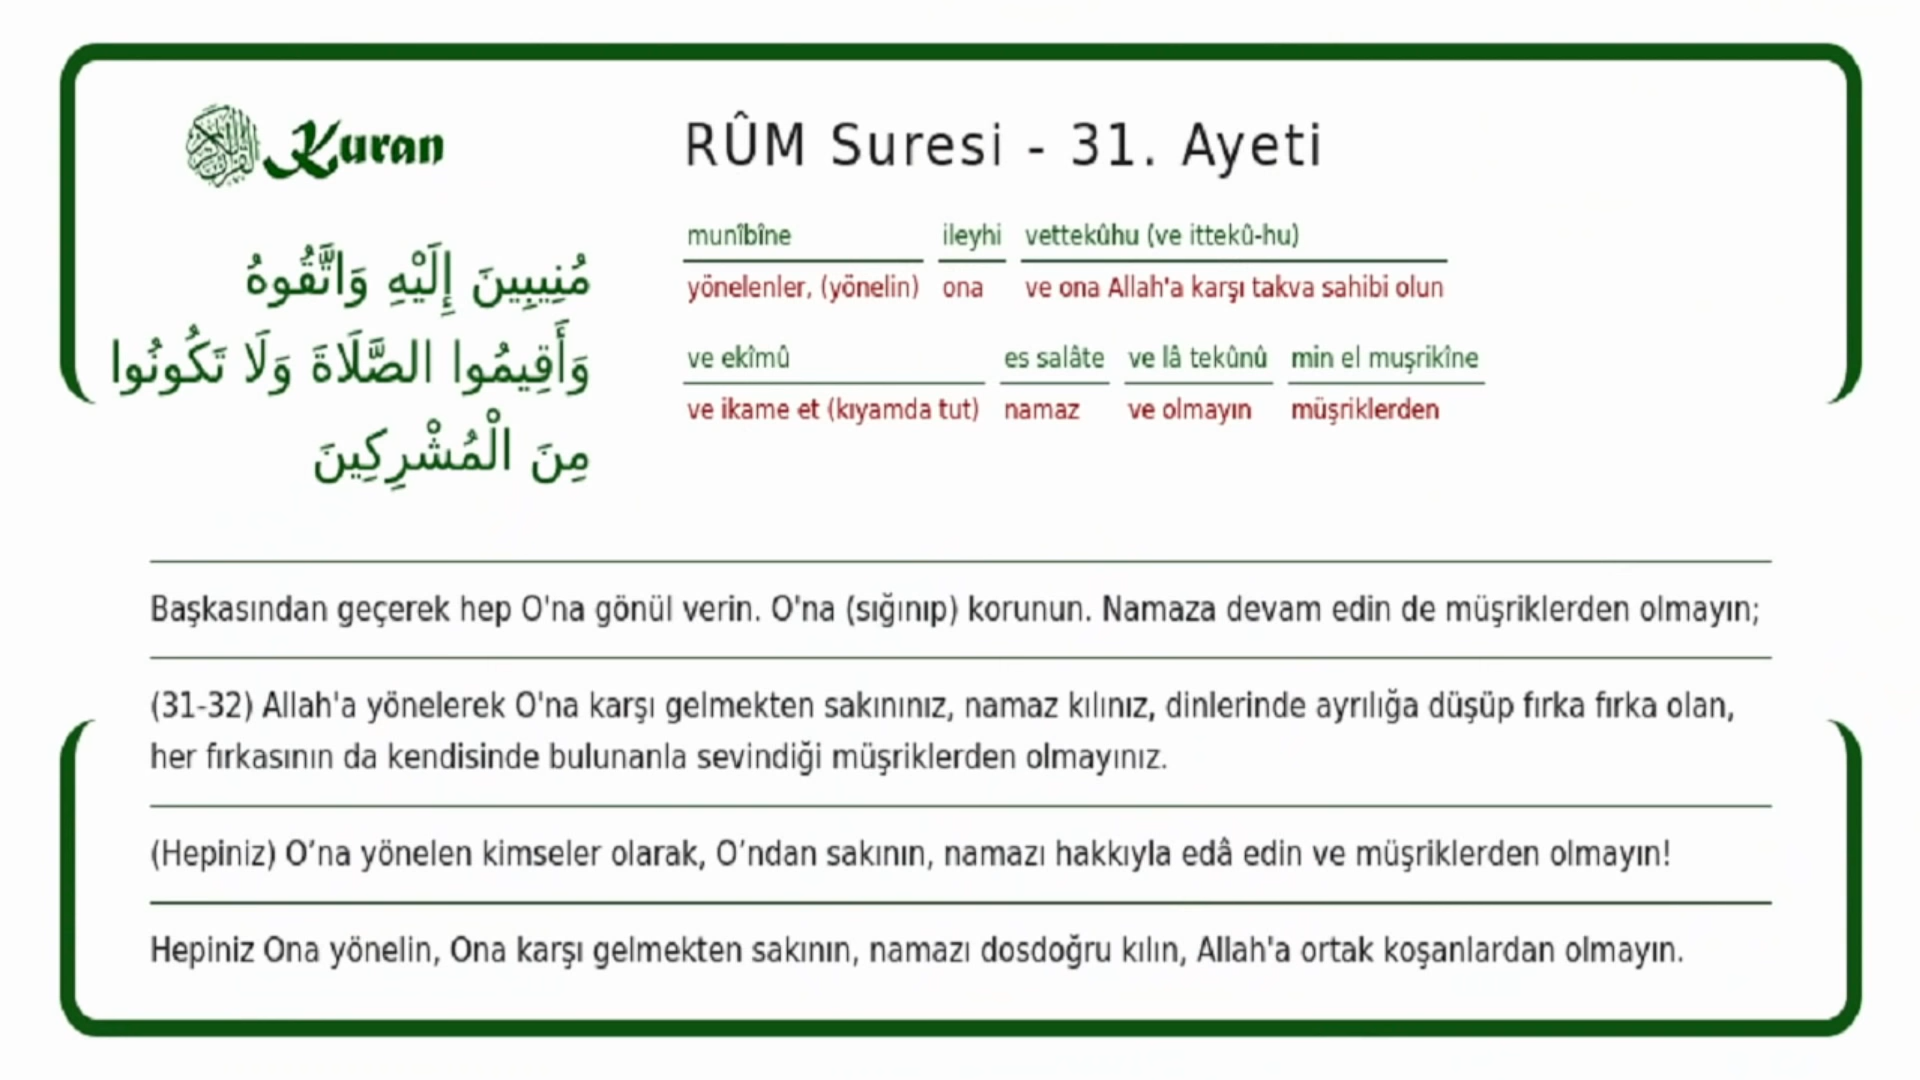 Kuran
RÛM Suresi - 31. Ayeti
مُنِيبِينَ إِلَيْهِ وَاتَّقُوهُ
وَأَقِيمُوا الصَّلَاةَ وَلَا تَكُونُوا
مِنَ الْمُشْرِكِينَ
munîbîne ileyhi vettekûhu (ve ittekû-hu)
yönelenler, (yönelin) ona ve ona Allah'a karşı takva sahibi olun
ve ekîmû es salâte ve lâ tekûnû min el muşrikîne
ve ikame et (kıyamda tut) namaz ve olmayın müşriklerden
Başkasından geçerek hep O'na gönül verin. O'na (sığınıp) korunun. Namaza devam edin de müşriklerden olmayın;
(31-32) Allah'a yönelerek O'na karşı gelmekten sakınınız, namaz kılınız, dinlerinde ayrılığa düşüp fırka fırka olan,
her fırkasının da kendisinde bulunanla sevindiği müşriklerden olmayınız.
(Hepiniz) O’na yönelen kimseler olarak, O’ndan sakının, namazı hakkıyla edâ edin ve müşriklerden olmayın!
Hepiniz Ona yönelin, Ona karşı gelmekten sakının, namazı dosdoğru kılın, Allah'a ortak koşanlardan olmayın.